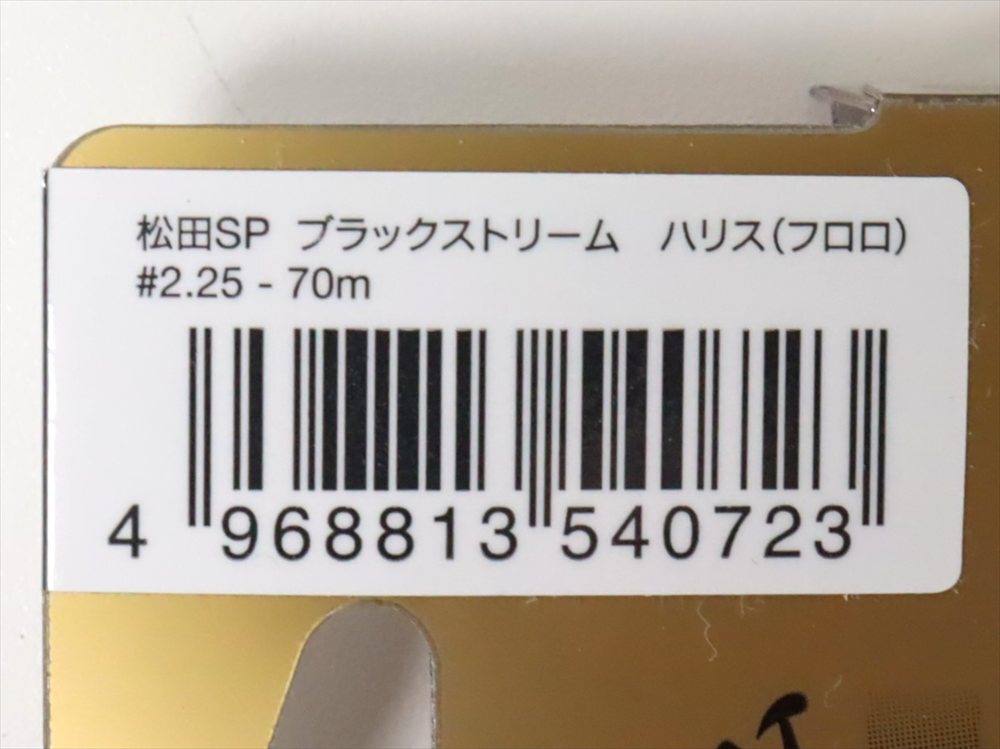 松田SP ブラックストリーム ハリス(フロロ)
#2.25 - 70m
4 968813 540723